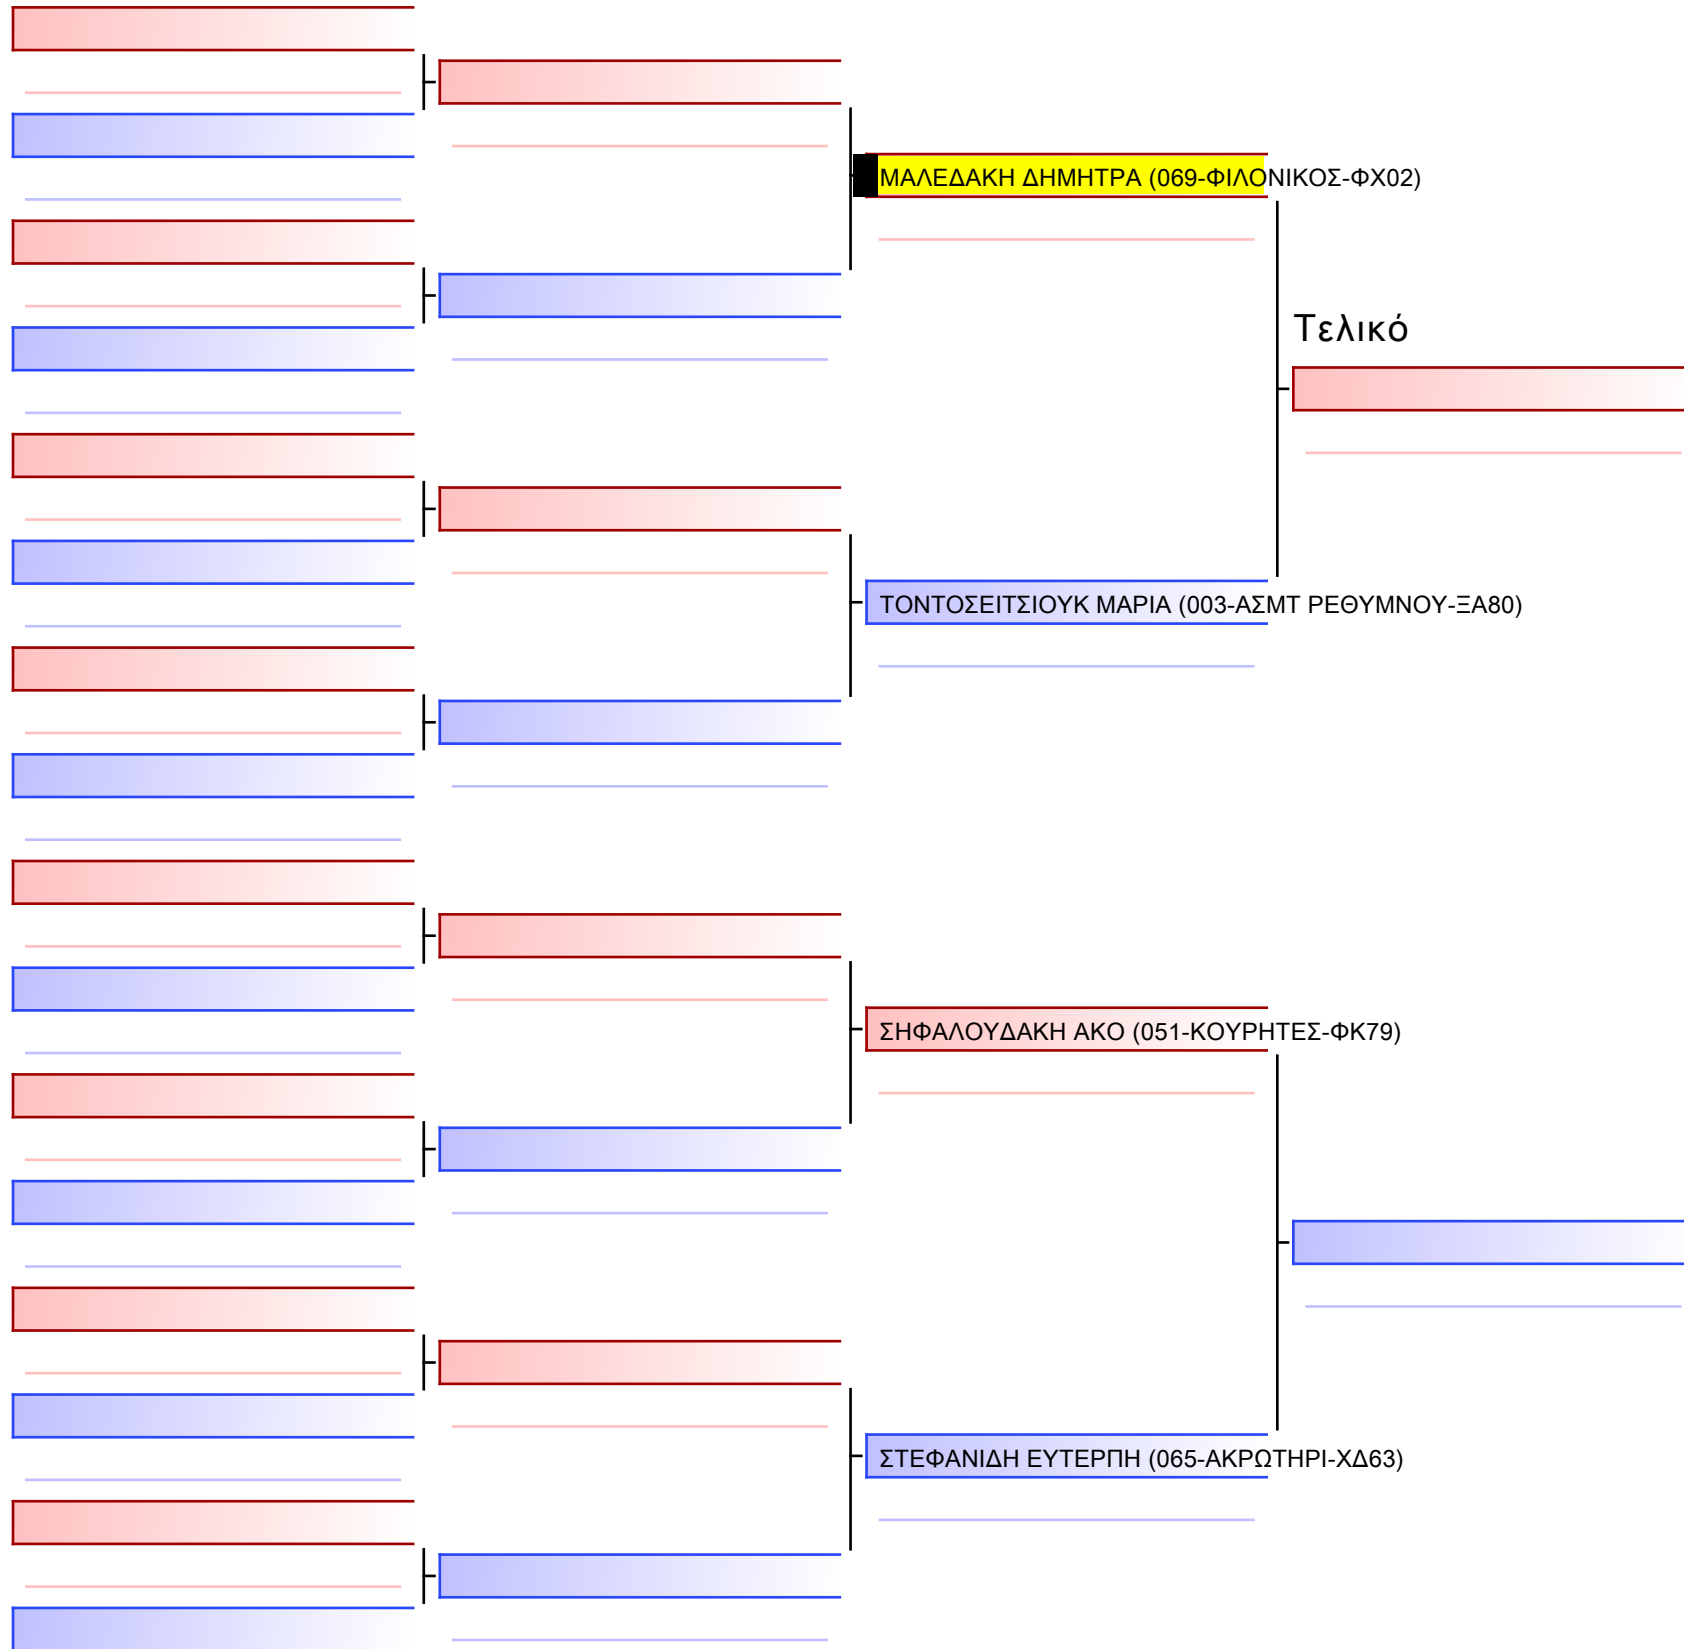 ΜΑΛΕΔΑΚΗ ΔΗΜΗΤΡΑ (069-ΦΙΛΟΝΙΚΟΣ-ΦΧ02)
Τελικό
ΤΟΝΤΟΣΕΙΤΣΙΟΥΚ ΜΑΡΙΑ (003-ΑΣΜΤ ΡΕΘΥΜΝΟΥ-ΞΑ80)
ΣΗΦΑΛΟΥΔΑΚΗ ΑΚΟ (051-ΚΟΥΡΗΤΕΣ-ΦΚ79)
ΣΤΕΦΑΝΙΔΗ ΕΥΤΕΡΠΗ (065-ΑΚΡΩΤΗΡΙ-ΧΔ63)